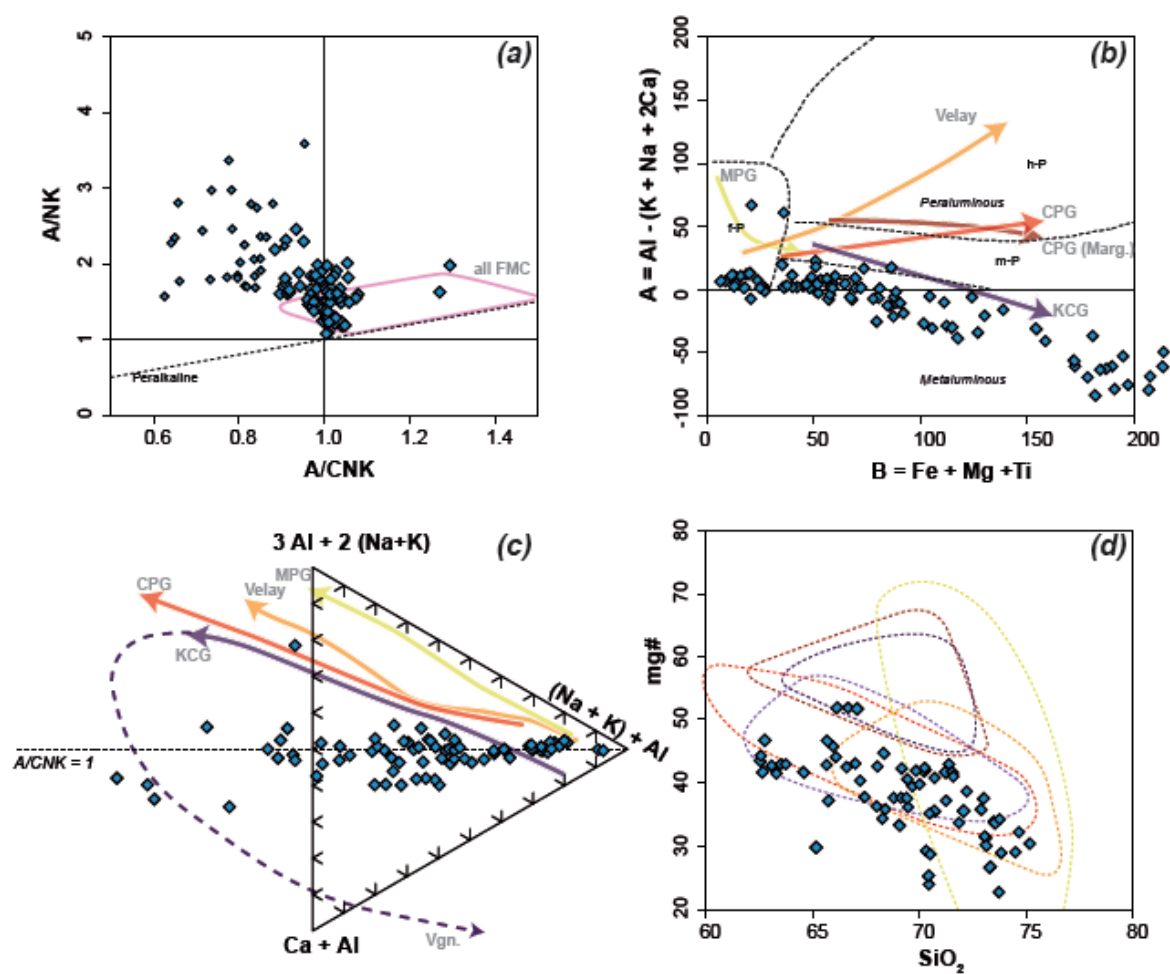 (a)
A/NK
5
4
3
2
1
0
all FMC
Peralkaline
0.6
0.8
1.0
1.2
1.4
A/CNK
(b)
A = Al - (K + Na + 2Ca)
200
150
100
50
0
-50
-100
Velay
h-P
MPG
Peraluminous
CPG
f-P
CPG (Marg.)
m-P
KCG
Metaluminous
0
50
100
150
200
B = Fe + Mg +Ti
(c)
3 Al + 2 (Na+K)
MPG
CPG
Velay
KCG
(Na + K) + Al
A/CNK = 1
Vgn.
Ca + Al
(d)
mg#
80
70
60
50
40
30
20
60
65
70
75
80
SiO₂